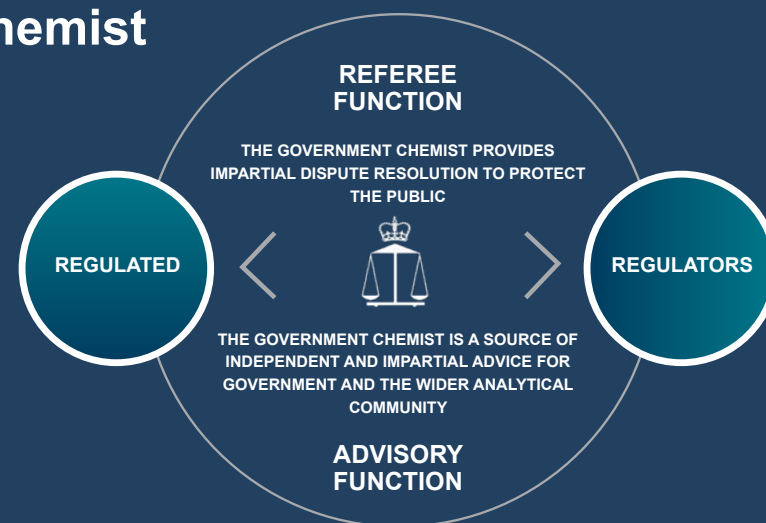 hemist
REFEREE
FUNCTION
THE GOVERNMENT CHEMIST PROVIDES
IMPARTIAL DISPUTE RESOLUTION TO PROTECT
THE PUBLIC
REGULATED
REGULATORS
THE GOVERNMENT CHEMIST IS A SOURCE OF
INDEPENDENT AND IMPARTIAL ADVICE FOR
GOVERNMENT AND THE WIDER ANALYTICAL
COMMUNITY
ADVISORY
FUNCTION